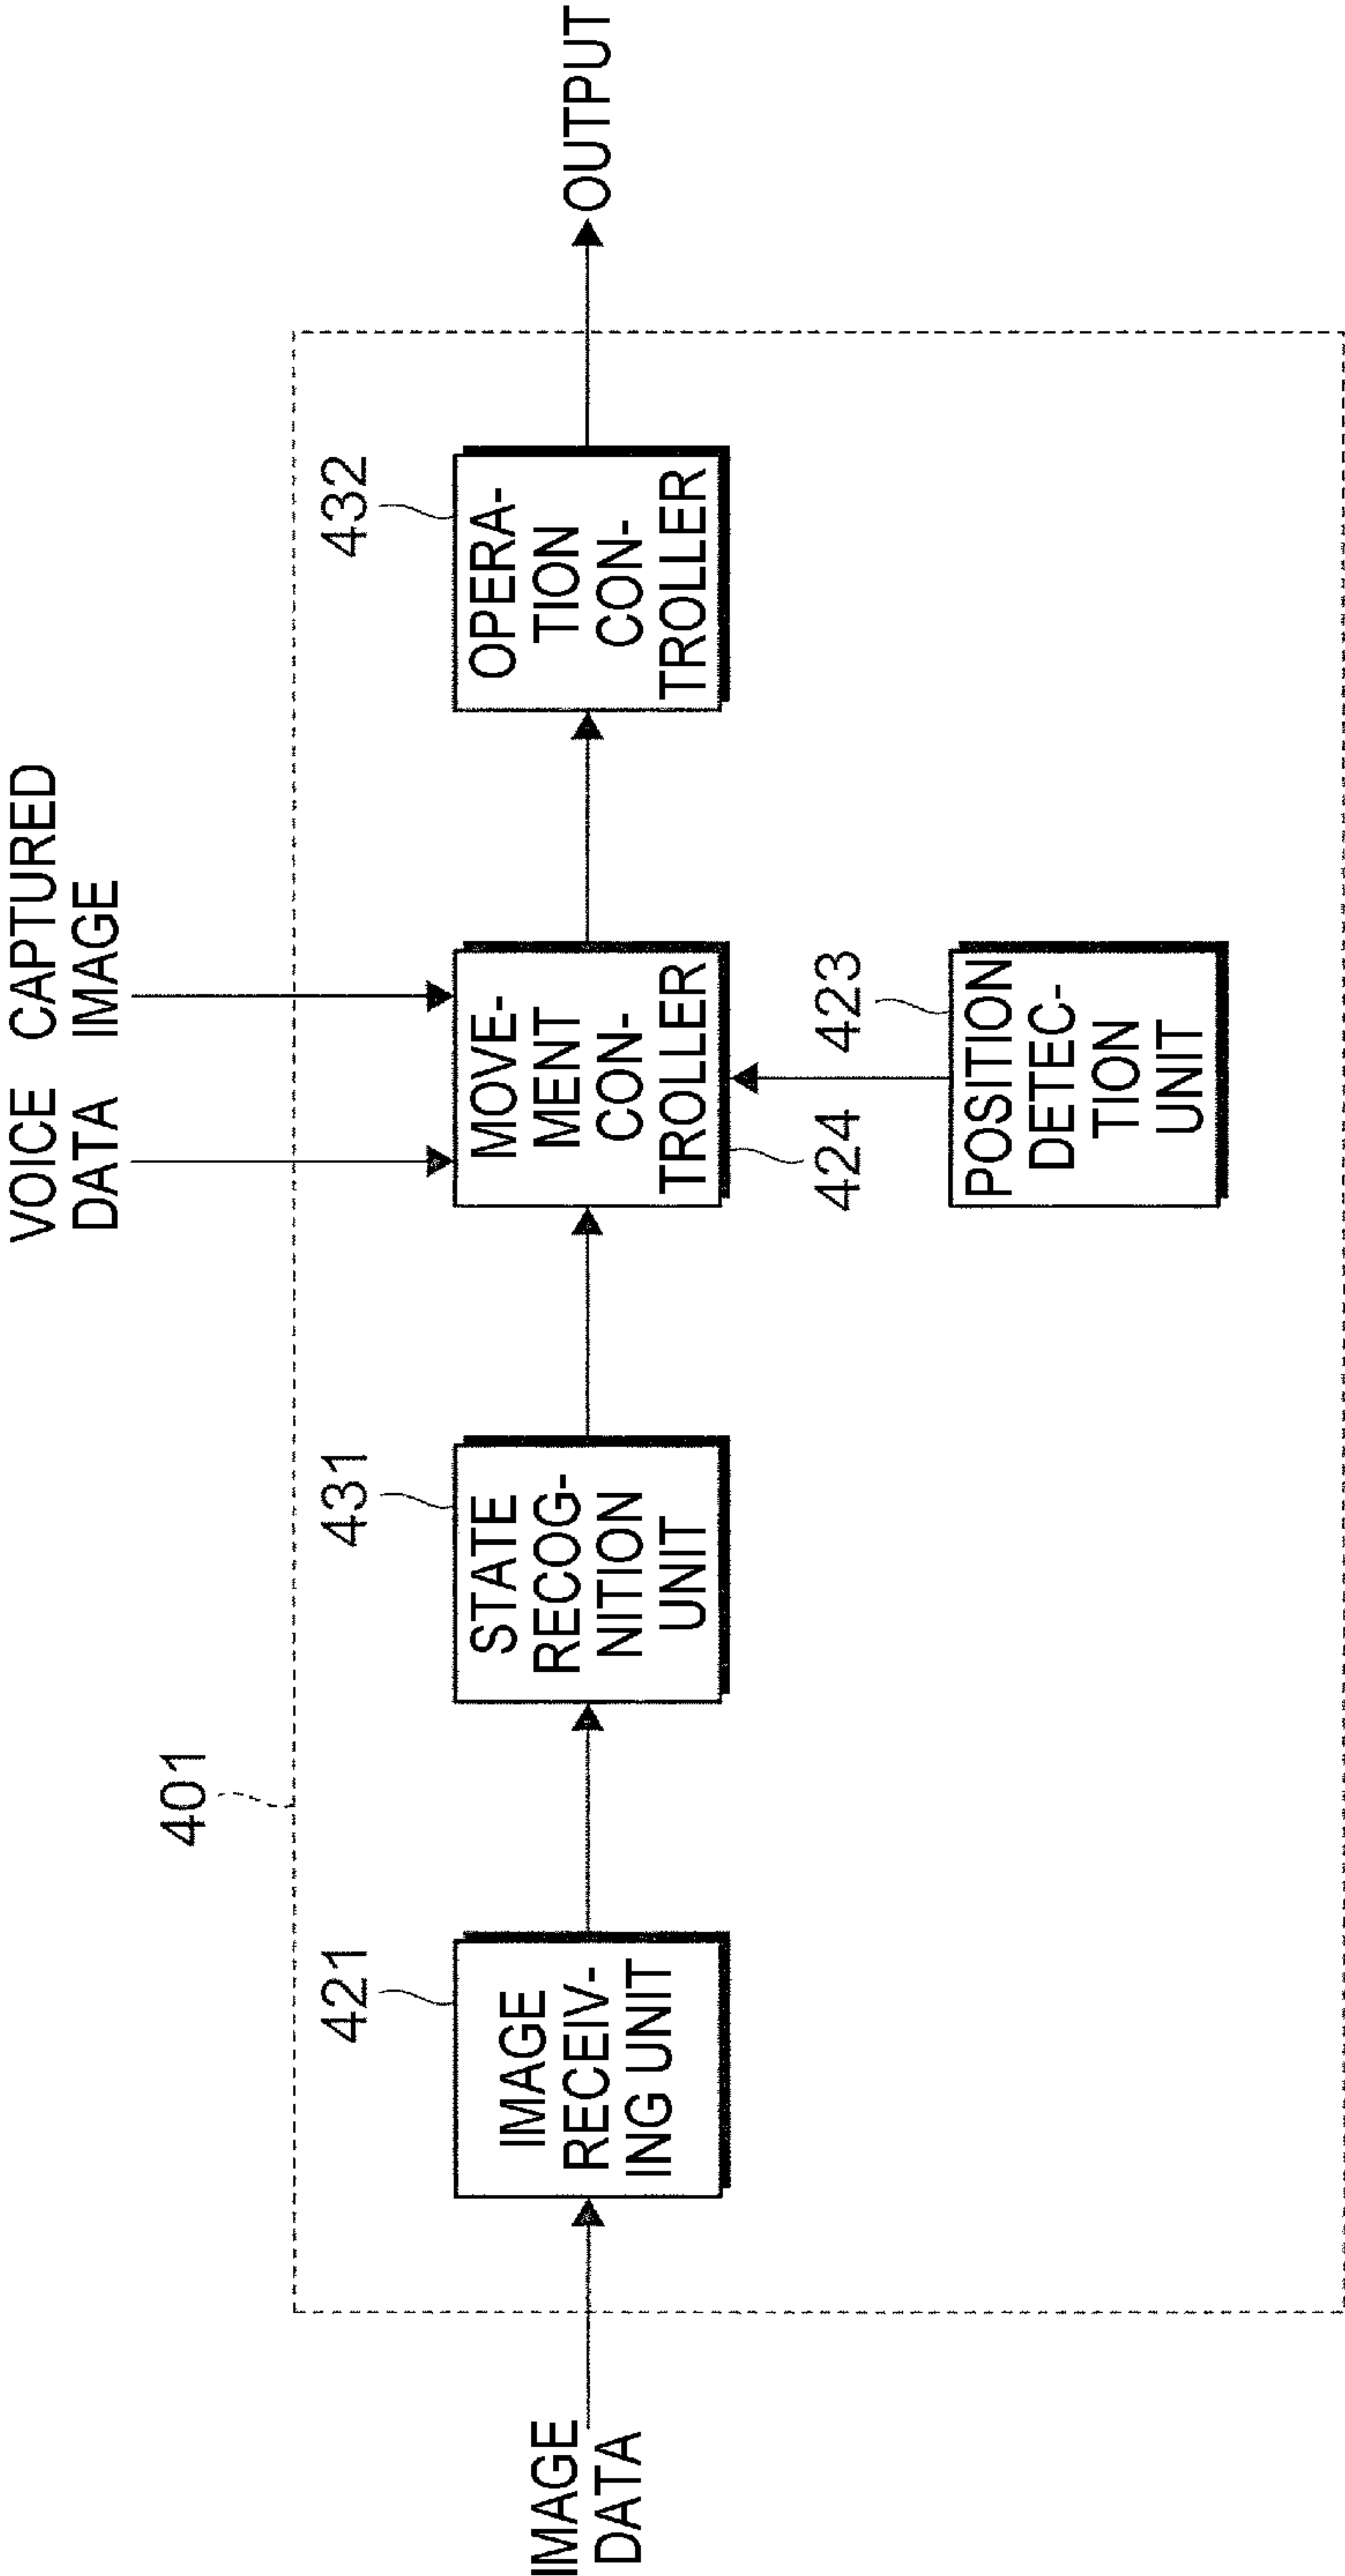 VOICE
DATA
CAPTURED
IMAGE
401
IMAGE
DATA
421
IMAGE
RECEIV-
ING UNIT
431
STATE
RECOG-
NITION
UNIT
MOVE-
MENT
CON-
TROLLER
424
432
OPERA-
TION
CON-
TROLLER
OUTPUT
423
POSITION
DETEC-
TION
UNIT